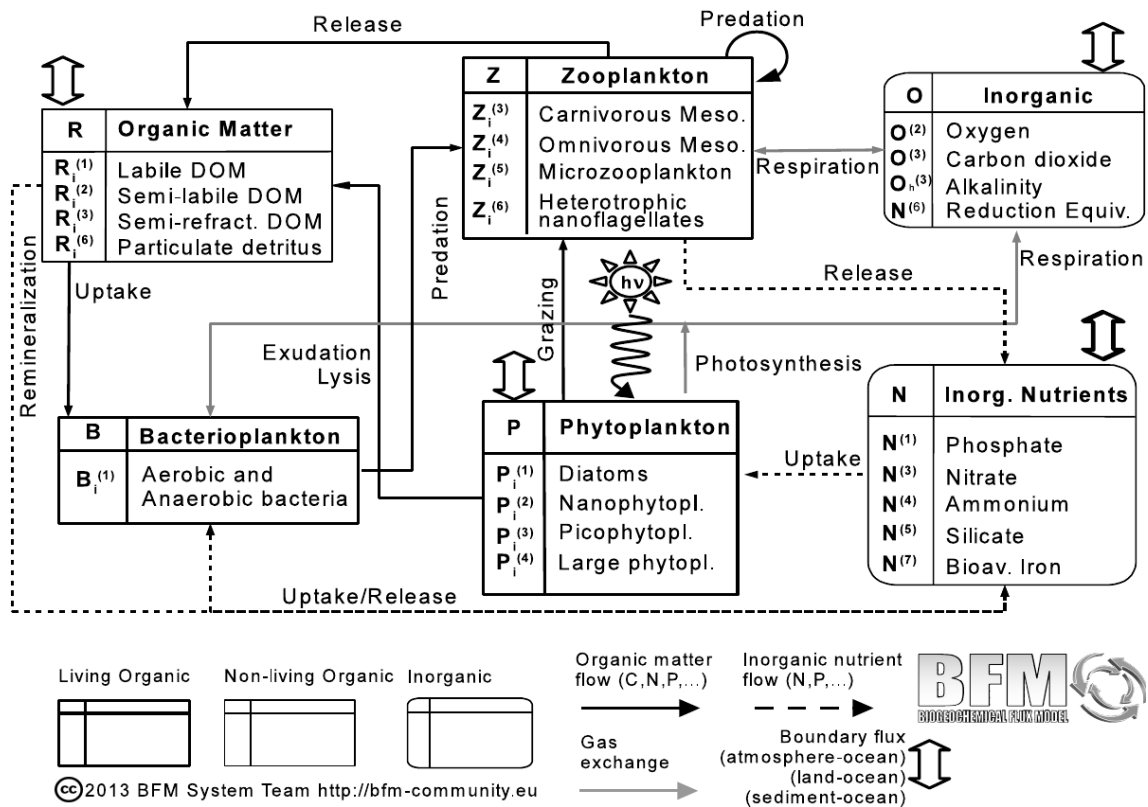 Release
Predation
Z Zooplankton
Z_i^(3) Carnivorous Meso.
Z_i^(4) Omnivorous Meso.
Z_i^(5) Microzooplankton
Z_i^(6) Heterotrophic
nanoflagellates
O Inorganic
O^(2) Oxygen
O^(3) Carbon dioxide
O_h^(3) Alkalinity
N^(6) Reduction Equiv.
R Organic Matter
R_i^(1) Labile DOM
R_i^(2) Semi-labile DOM
R_i^(3) Semi-refract. DOM
R_i^(6) Particulate detritus
Respiration
Respiration
Remineralization
Uptake
Predation
Exudation
Lysis
Grazing
hν
Release
Photosynthesis
B Bacterioplankton
B_i^(1) Aerobic and
Anaerobic bacteria
P Phytoplankton
P_i^(1) Diatoms
P_i^(2) Nanophytopl.
P_i^(3) Picophytopl.
P_i^(4) Large phytopl.
Uptake
N Inorg. Nutrients
N^(1) Phosphate
N^(3) Nitrate
N^(4) Ammonium
N^(5) Silicate
N^(7) Bioav. Iron
Uptake/Release
Living Organic
Non-living Organic
Inorganic
Organic matter
flow (C,N,P,...)
Inorganic nutrient
flow (N,P,...)
Gas
exchange
Boundary flux
(atmosphere-ocean)
(land-ocean)
(sediment-ocean)
BFM
BIOGEOCHEMICAL FLUX MODEL
cc 2013 BFM System Team http://bfm-community.eu